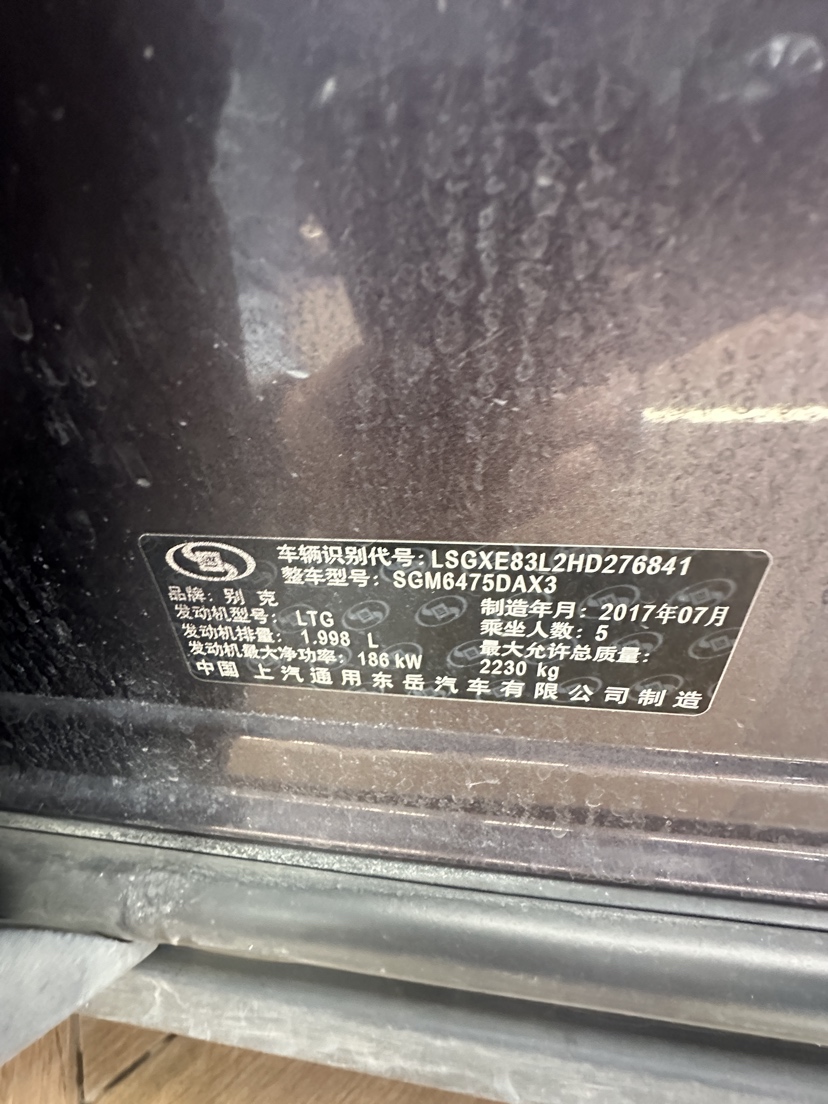 车辆识别代号: LSGXE83L2HD276841
整车型号: SGM6475DAX3
品牌: 别 克
制造年月: 2017年07月
发动机型号: LTG
乘坐人数: 5
发动机排量: 1.998 L
最大允许总质量:
发动机最大净功率: 186 kW
2230 kg
中国 上汽通用东岳汽车有限公司制造